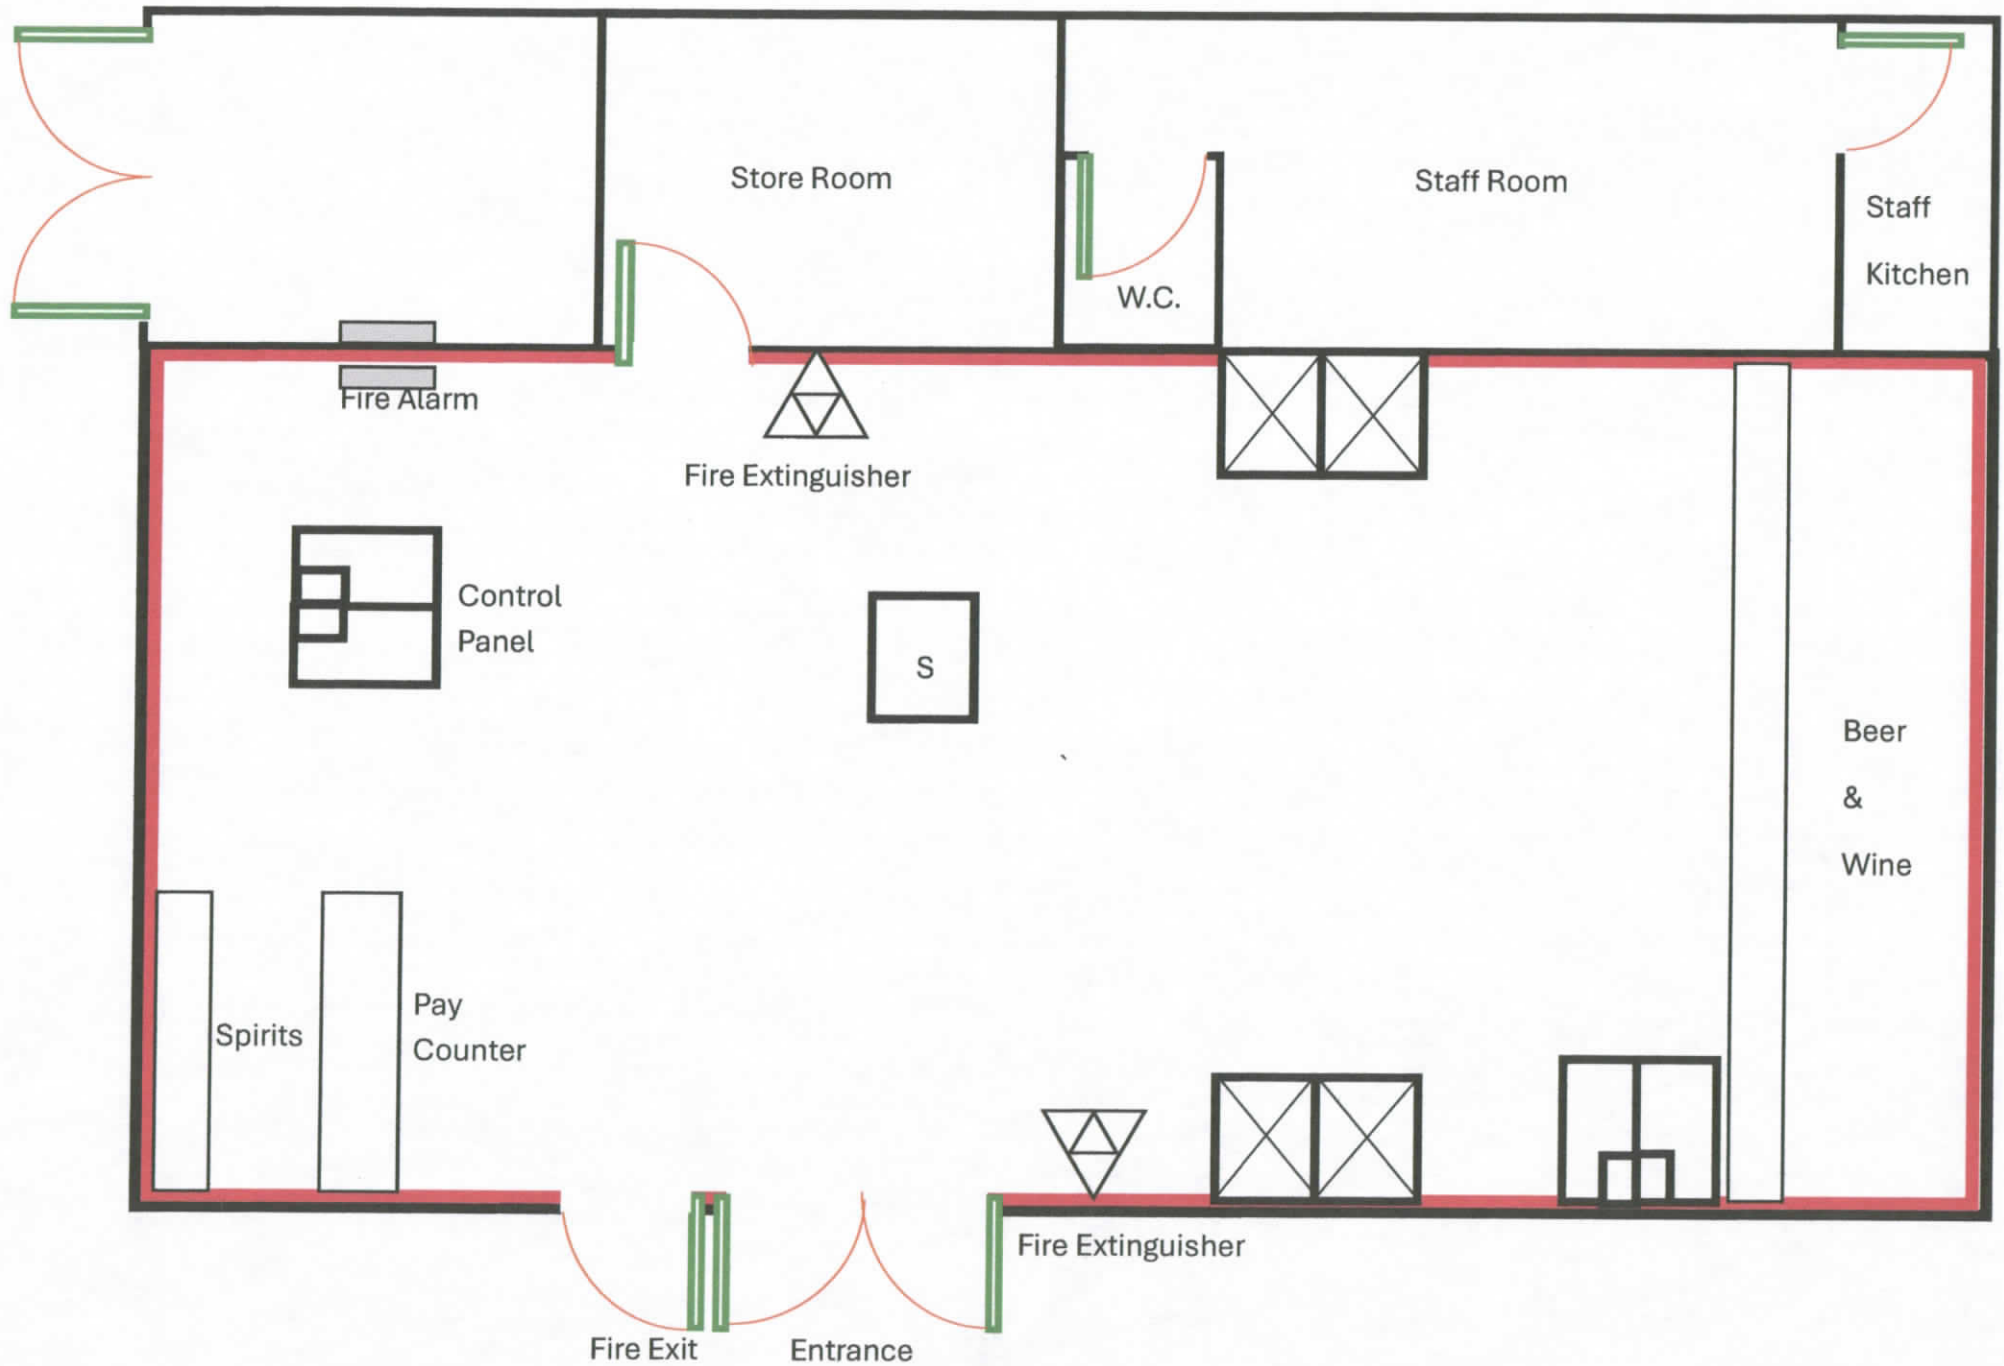 Store Room
Staff Room
Staff
Kitchen
W.C.
Fire Alarm
Fire Extinguisher
Control
Panel
S
Beer
&
Wine
Pay
Counter
Spirits
Fire Extinguisher
Fire Exit
Entrance